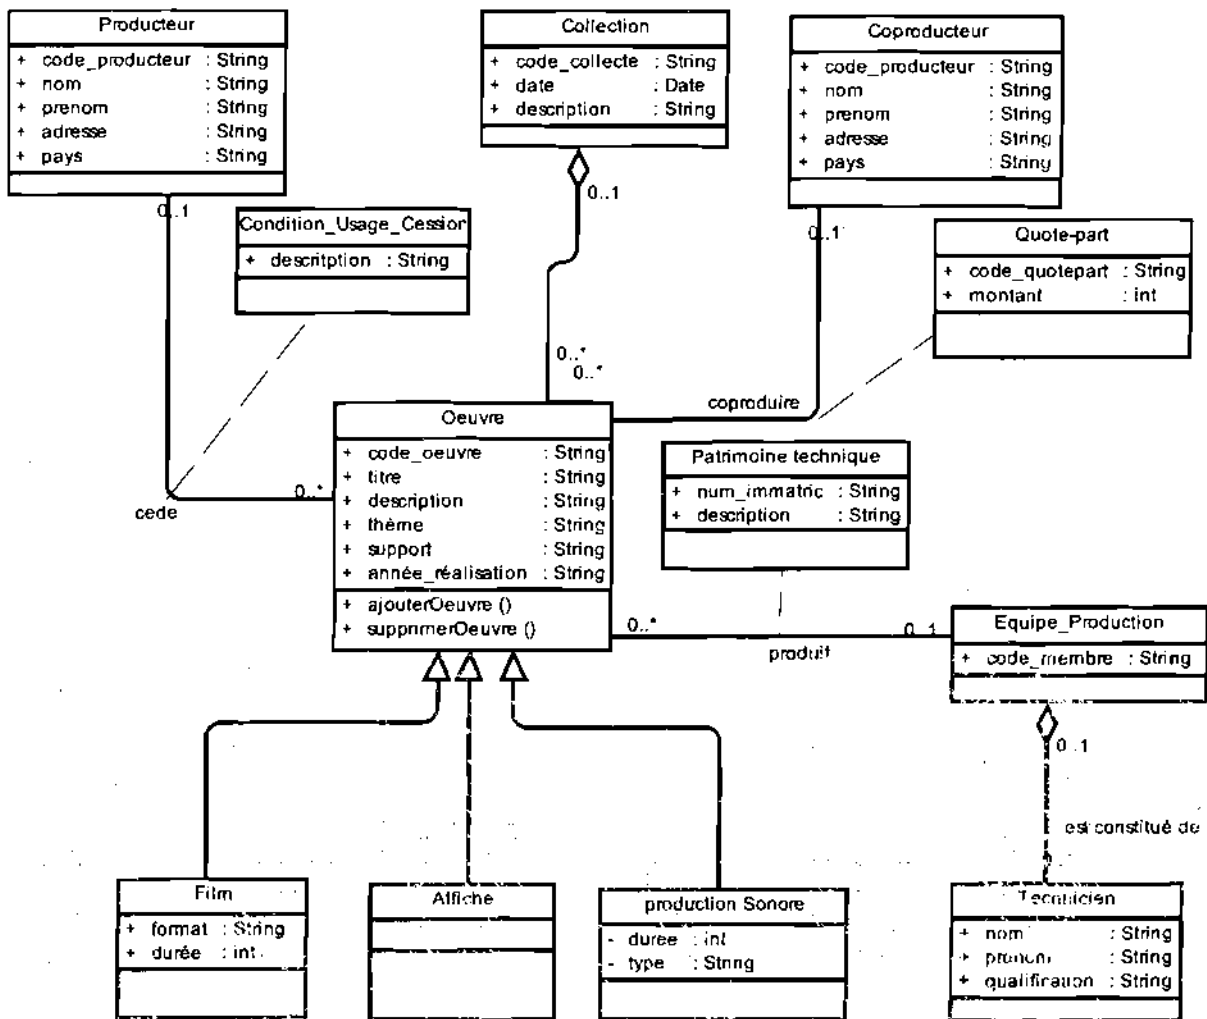 Producteur
+ code_producteur : String
+ nom : String
+ prenom : String
+ adresse : String
+ pays : String
0..1
Collection
+ code_collecte : String
+ date : Date
+ description : String
0..1
Coproducteur
+ code_producteur : String
+ nom : String
+ prenom : String
+ adresse : String
+ pays : String
0..1
Condition_Usage_Cession
+ descritption : String
Quote-part
+ code_quotepart : String
+ montant : int
0..*
0..*
coproduire
Oeuvre
+ code_oeuvre : String
+ titre : String
+ description : String
+ thème : String
+ support : String
+ année_réalisation : String
+ ajouterOeuvre ()
+ supprimerOeuvre ()
0..*
cede
Patrimoine technique
+ num_immatric : String
+ description : String
0..*
0..1
produit
Equipe_Production
+ code_membre : String
0..1
est constitué de
Film
+ format : String
+ durée : int
Affiche
production Sonore
- duree : int
- type : String
Technicien
+ nom : String
+ prenom : String
+ qualification : String